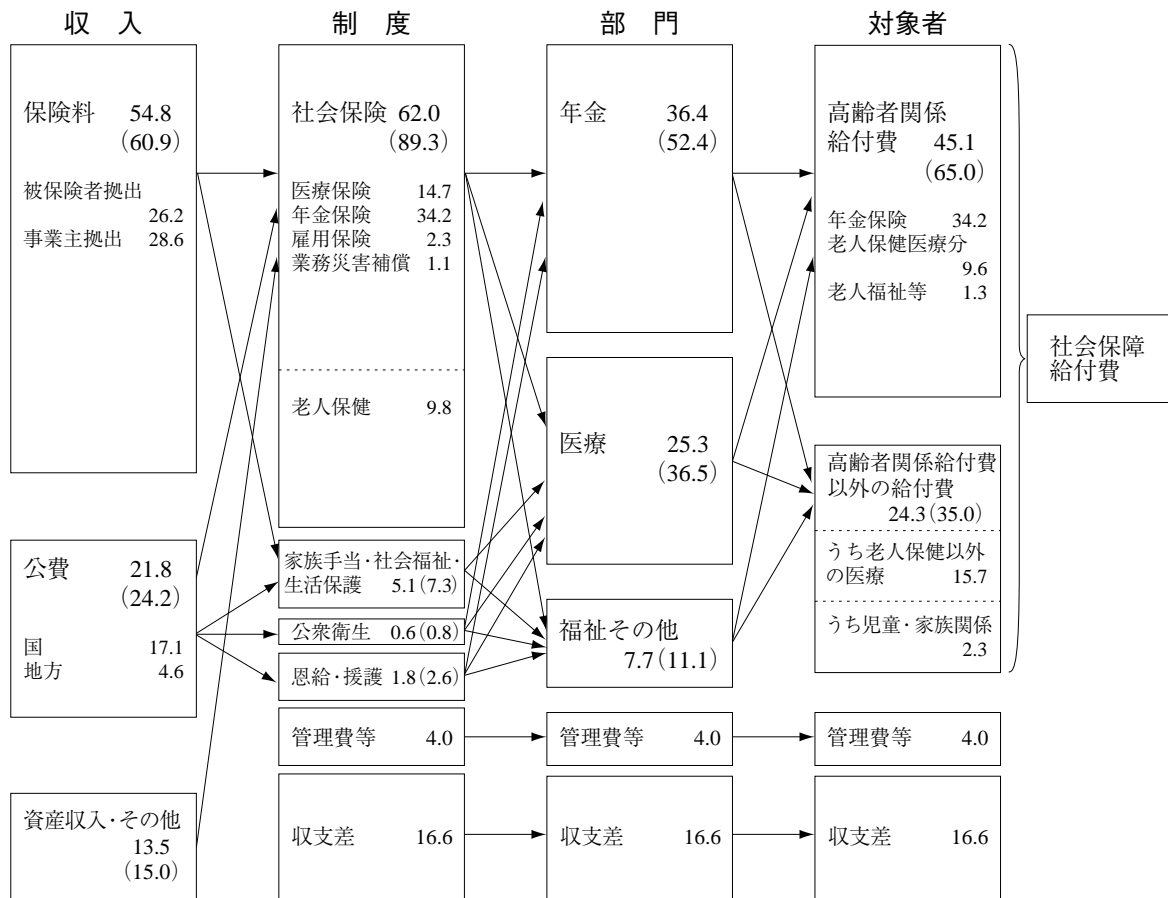 収 入
制 度
部 門
対象者
保険料 54.8
(60.9)
被保険者拠出
26.2
事業主拠出 28.6
公費 21.8
(24.2)
国 17.1
地方 4.6
資産収入・その他
13.5
(15.0)
社会保険 62.0
(89.3)
医療保険 14.7
年金保険 34.2
雇用保険 2.3
業務災害補償 1.1
老人保健 9.8
家族手当・社会福祉・
生活保護 5.1(7.3)
公衆衛生 0.6(0.8)
恩給・援護 1.8(2.6)
管理費等 4.0
収支差 16.6
年金 36.4
(52.4)
医療 25.3
(36.5)
福祉その他
7.7(11.1)
管理費等 4.0
収支差 16.6
高齢者関係
給付費 45.1
(65.0)
年金保険 34.2
老人保健医療分
9.6
老人福祉等 1.3
高齢者関係給付費
以外の給付費
24.3(35.0)
うち老人保健以外
の医療 15.7
うち児童・家族関係
2.3
管理費等 4.0
収支差 16.6
社会保障
給付費